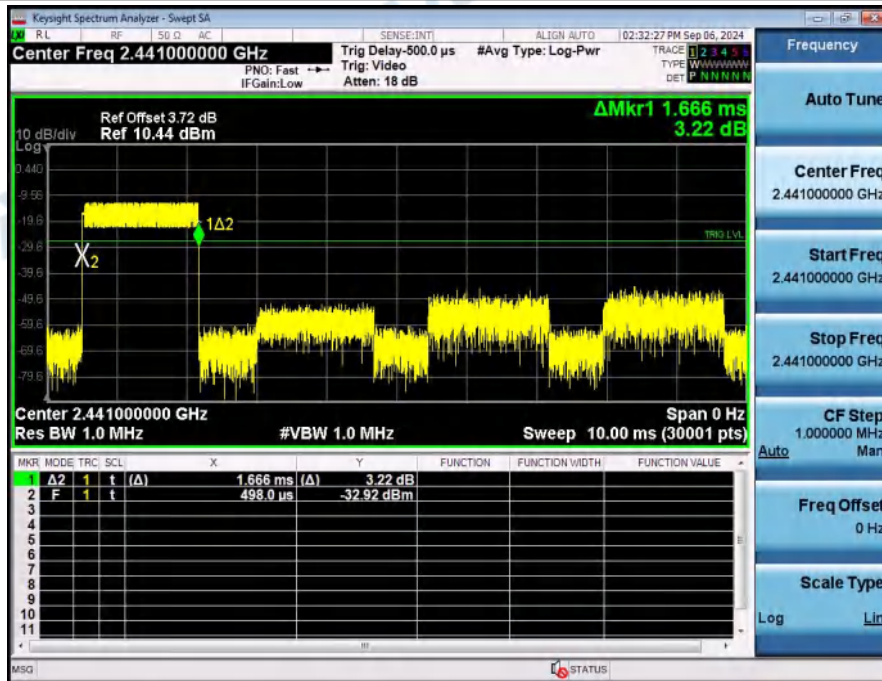 Keysight Spectrum Analyzer - Swept SA
LXI RL RF 50 Ω AC SENSE:INT ALIGN AUTO 02:32:27 PM Sep 06, 2024
Center Freq 2.441000000 GHz
PNO: Fast
IFGain:Low
Trig Delay-500.0 µs
Trig: Video
Atten: 18 dB
#Avg Type: Log-Pwr
TRACE 1 2 3 4 5 6
TYPE WWWWWW
DET P N N N N N
ΔMkr1 1.666 ms
3.22 dB
Ref Offset 3.72 dB
Ref 10.44 dBm
10 dB/div
Log
0.440
-9.56
-19.6
-29.6
-39.6
-49.6
-59.6
-69.6
-79.6
1Δ2
X2
TRIG LVL
Center 2.441000000 GHz Span 0 Hz
Res BW 1.0 MHz #VBW 1.0 MHz Sweep 10.00 ms (30001 pts)
MKR MODE TRC SCL X Y FUNCTION FUNCTION WIDTH FUNCTION VALUE
1 Δ2 1 t (Δ) 1.666 ms (Δ) 3.22 dB
2 F 1 t 498.0 µs -32.92 dBm
3
4
5
6
7
8
9
10
11
MSG STATUS
Frequency
Auto Tune
Center Freq
2.441000000 GHz
Start Freq
2.441000000 GHz
Stop Freq
2.441000000 GHz
CF Step
1.000000 MHz
Auto Man
Freq Offset
0 Hz
Scale Type
Log Lin